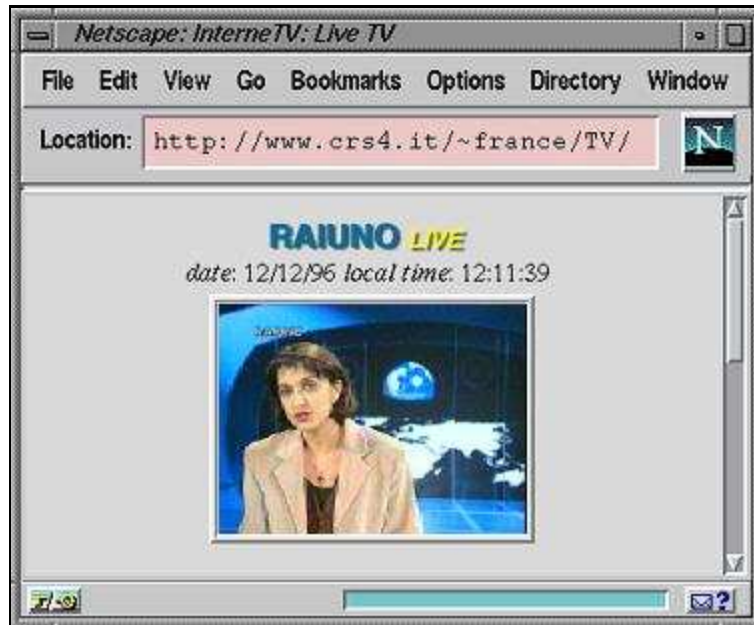 Netscape: InterneTV: Live TV
File Edit View Go Bookmarks Options Directory Window
Location: http://www.crs4.it/~france/TV/
N
RAIUNO LIVE
date: 12/12/96 local time: 12:11:39
RAIUNO
?